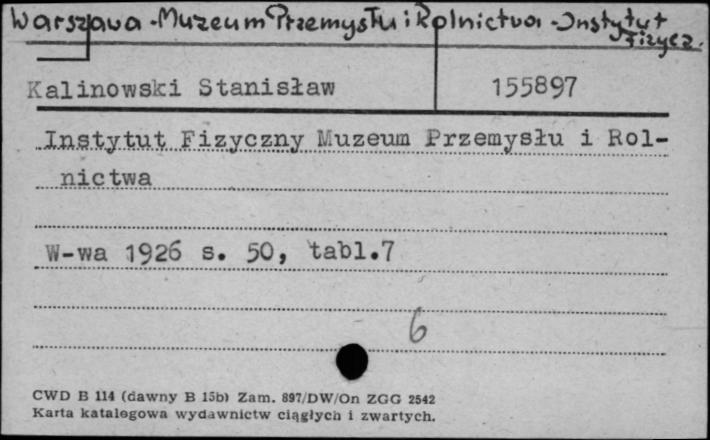 Warszawa - Muzeum Przemysłu i Rolnictwa - Instytut
Fizycz.
Kalinowski Stanisław 155897
Instytut Fizyczny Muzeum Przemysłu i Rol-
nictwa
W-wa 1926 s. 50, tabl.7
6
CWD B 114 (dawny B 15b) Zam. 897/DW/On ZGG 2542
Karta katalogowa wydawnictw ciągłych i zwartych.